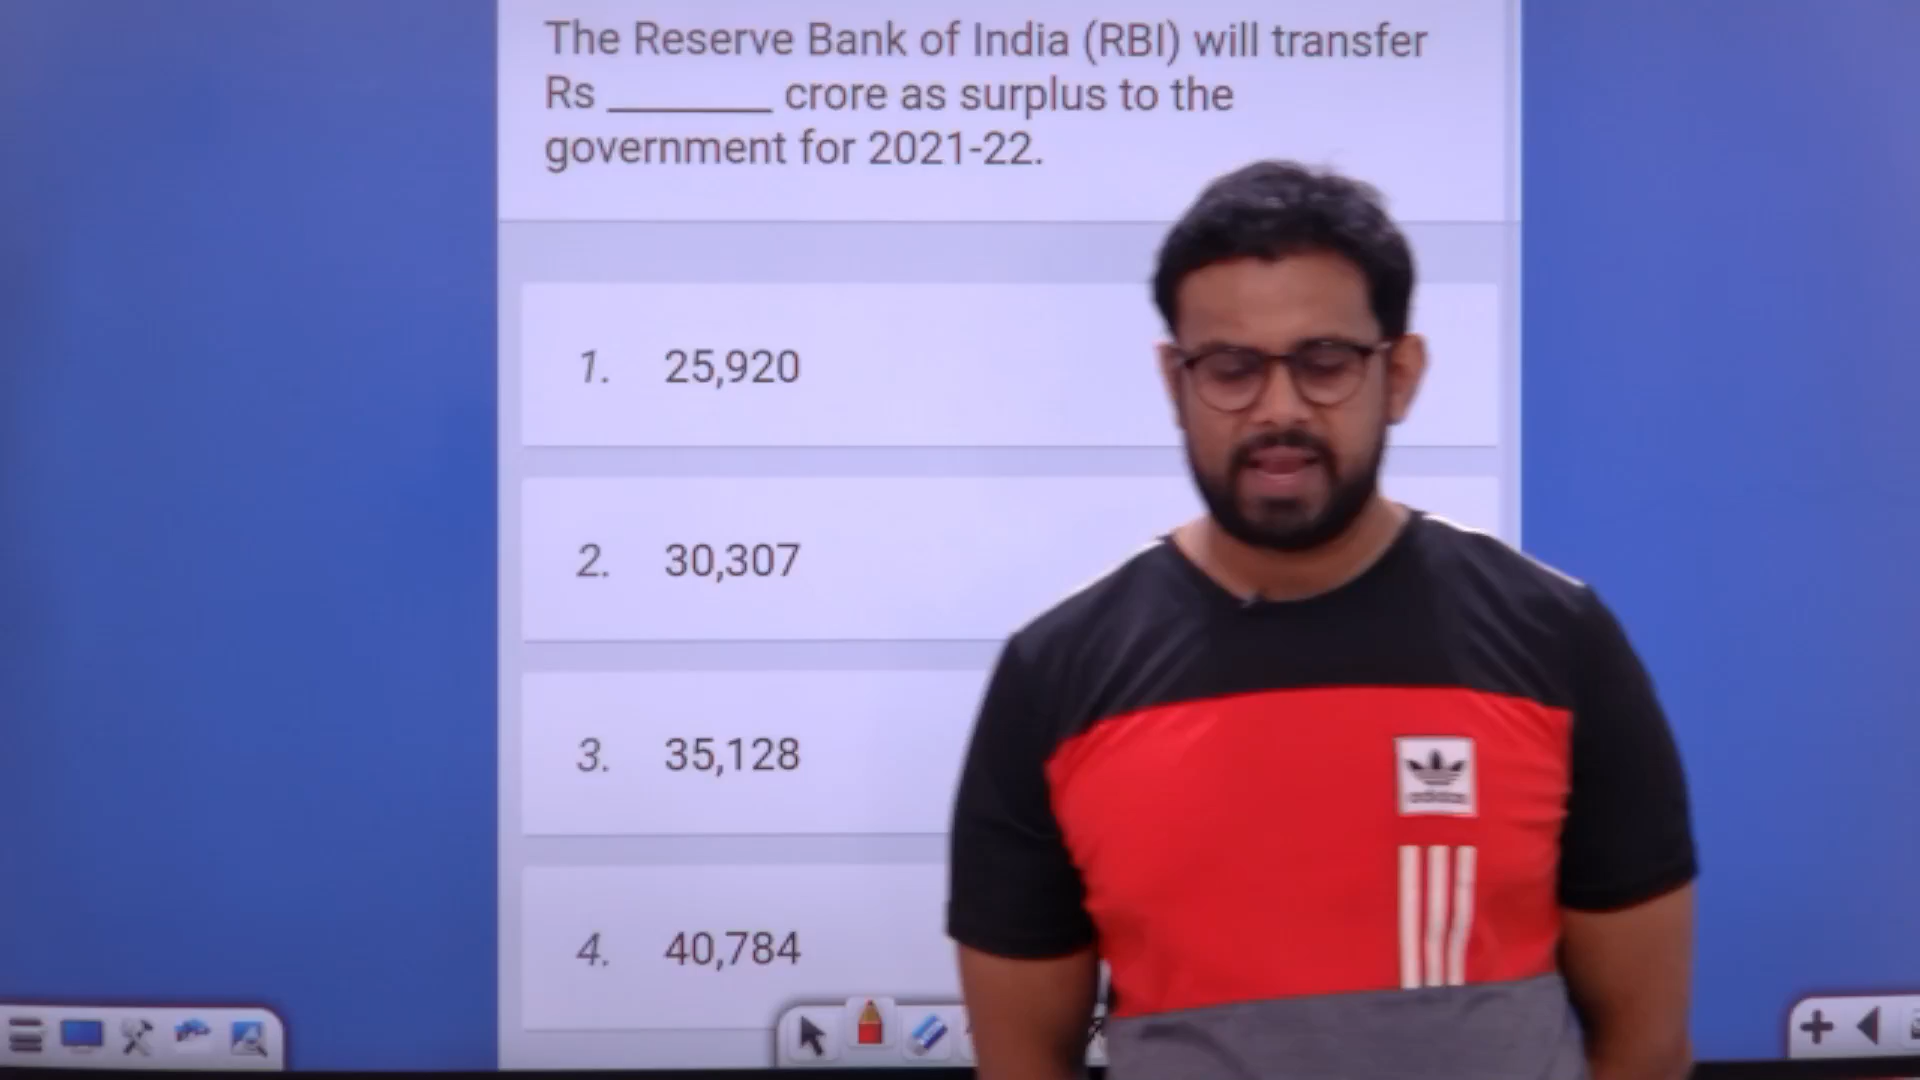 The Reserve Bank of India (RBI) will transfer
Rs ________ crore as surplus to the
government for 2021-22.
1. 25,920
2. 30,307
3. 35,128
4. 40,784
adidas